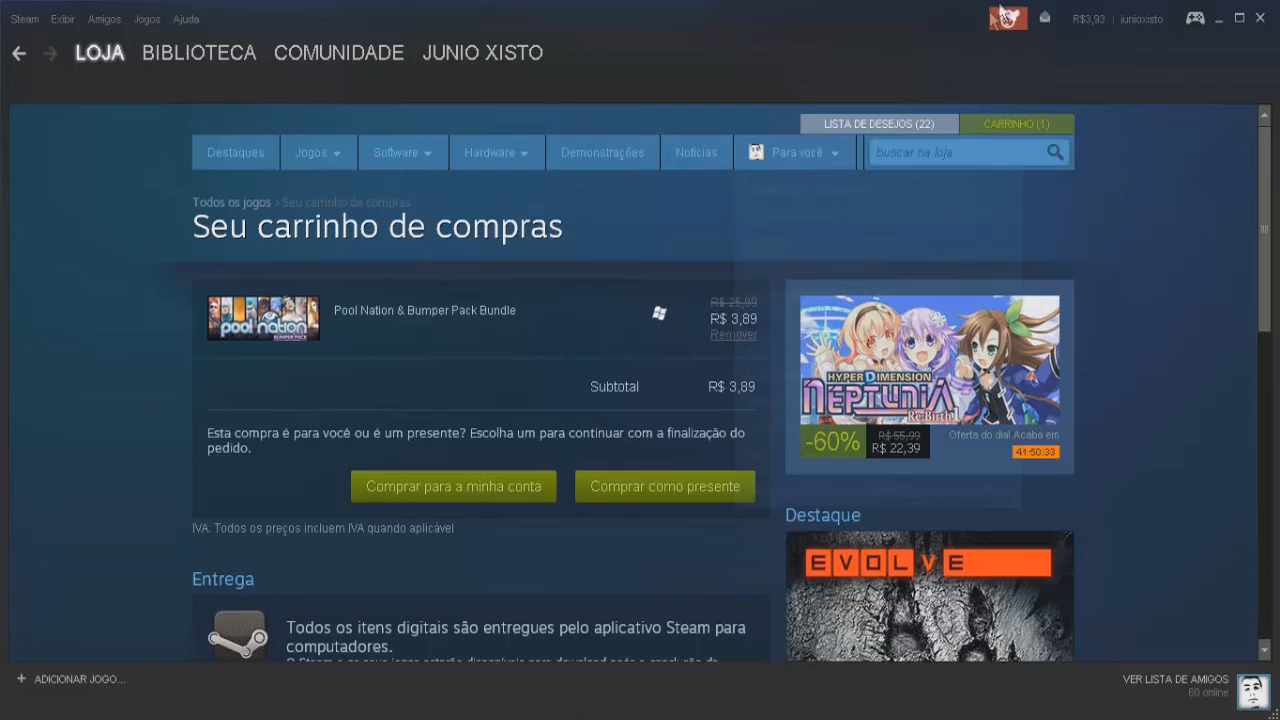 Steam Exibir Amigos Jogos Ajuda
R$3,93 | junioxisto
LOJA BIBLIOTECA COMUNIDADE JUNIO XISTO
LISTA DE DESEJOS (22) CARRINHO (1)
Destaques Jogos Software Hardware Demonstrações Notícias Para você buscar na loja
Todos os jogos > Seu carrinho de compras
Seu carrinho de compras
Pool Nation & Bumper Pack Bundle
R$ 25,99
R$ 3,89
Remover
pool nation
BUMPER PACK
Subtotal R$ 3,89
Esta compra é para você ou é um presente? Escolha um para continuar com a finalização do
pedido.
Comprar para a minha conta Comprar como presente
IVA: Todos os preços incluem IVA quando aplicável
HYPERDIMENSION
NEPTUNIA
Re;Birth1
-60% R$ 55,99
R$ 22,39
Oferta do dia! Acaba em
41:50:33
Destaque
EVOLVE
Entrega
Todos os itens digitais são entregues pelo aplicativo Steam para
computadores.
+ ADICIONAR JOGO...
VER LISTA DE AMIGOS
60 online